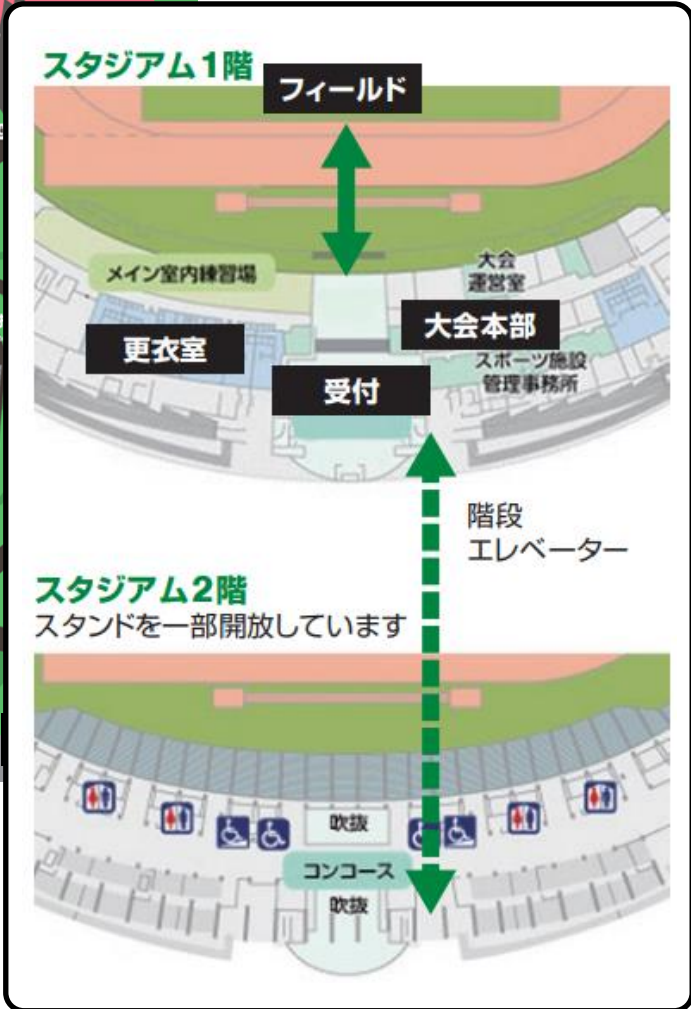 スタジアム1階
フィールド
メイン室内練習場
大会
運営室
更衣室
大会本部
スポーツ施設
管理事務所
受付
階段
エレベーター
スタジアム2階
スタンドを一部開放しています
吹抜
コンコース
吹抜